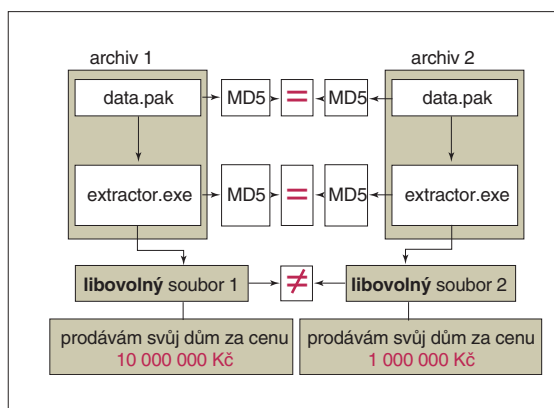 archiv 1 archiv 2
data.pak MD5 = MD5 data.pak
extractor.exe MD5 = MD5 extractor.exe
libovolný soubor 1 ≠ libovolný soubor 2
prodávám svůj dům za cenu prodávám svůj dům za cenu
10 000 000 Kč 1 000 000 Kč